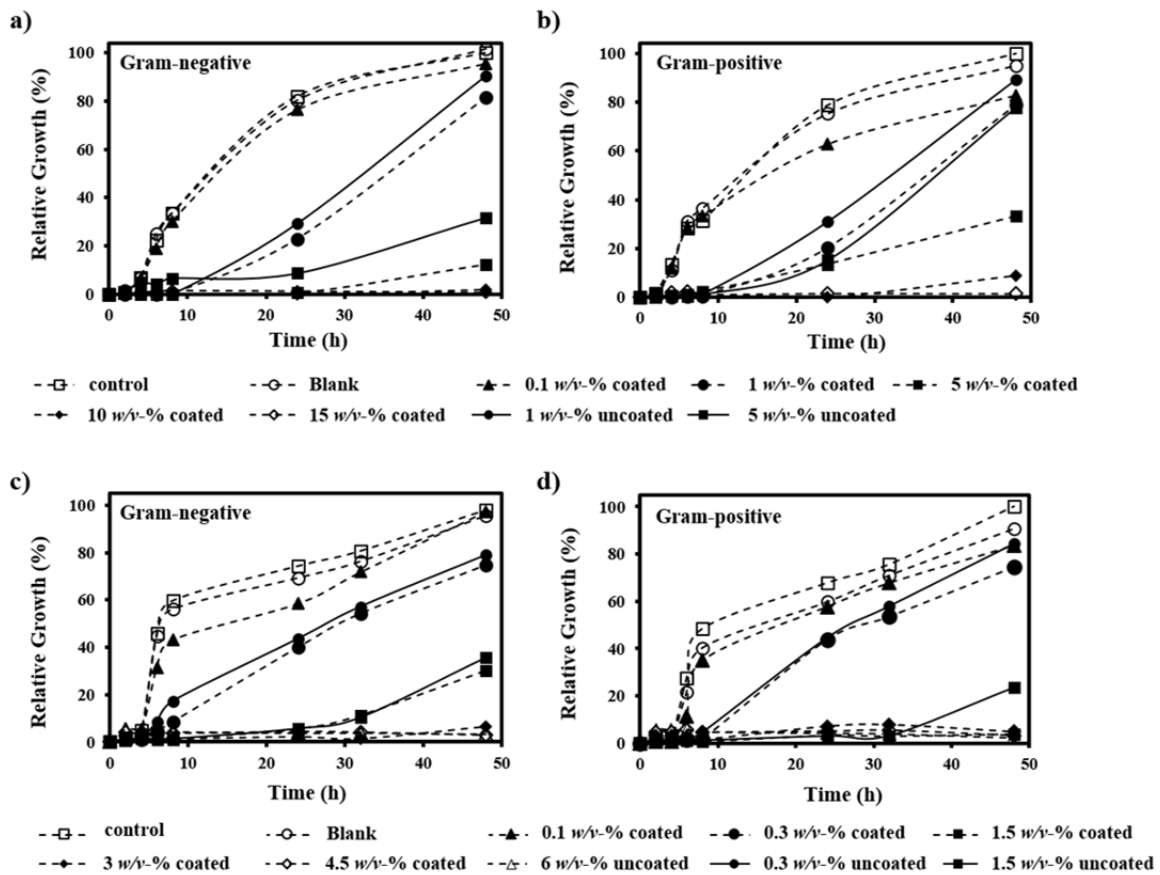 a)
b)
Gram-negative
Gram-positive
Relative Growth (%)
100
80
60
40
20
0
Relative Growth (%)
100
80
60
40
20
0
0 10 20 30 40 50
0 10 20 30 40 50
Time (h)
Time (h)
control Blank 0.1 w/v-% coated 1 w/v-% coated 5 w/v-% coated
10 w/v-% coated 15 w/v-% coated 1 w/v-% uncoated 5 w/v-% uncoated
c)
d)
Gram-negative
Gram-positive
Relative Growth (%)
100
80
60
40
20
0
Relative Growth (%)
100
80
60
40
20
0
0 10 20 30 40 50
0 10 20 30 40 50
Time (h)
Time (h)
control Blank 0.1 w/v-% coated 0.3 w/v-% coated 1.5 w/v-% coated
3 w/v-% coated 4.5 w/v-% coated 6 w/v-% uncoated 0.3 w/v-% uncoated 1.5 w/v-% uncoated